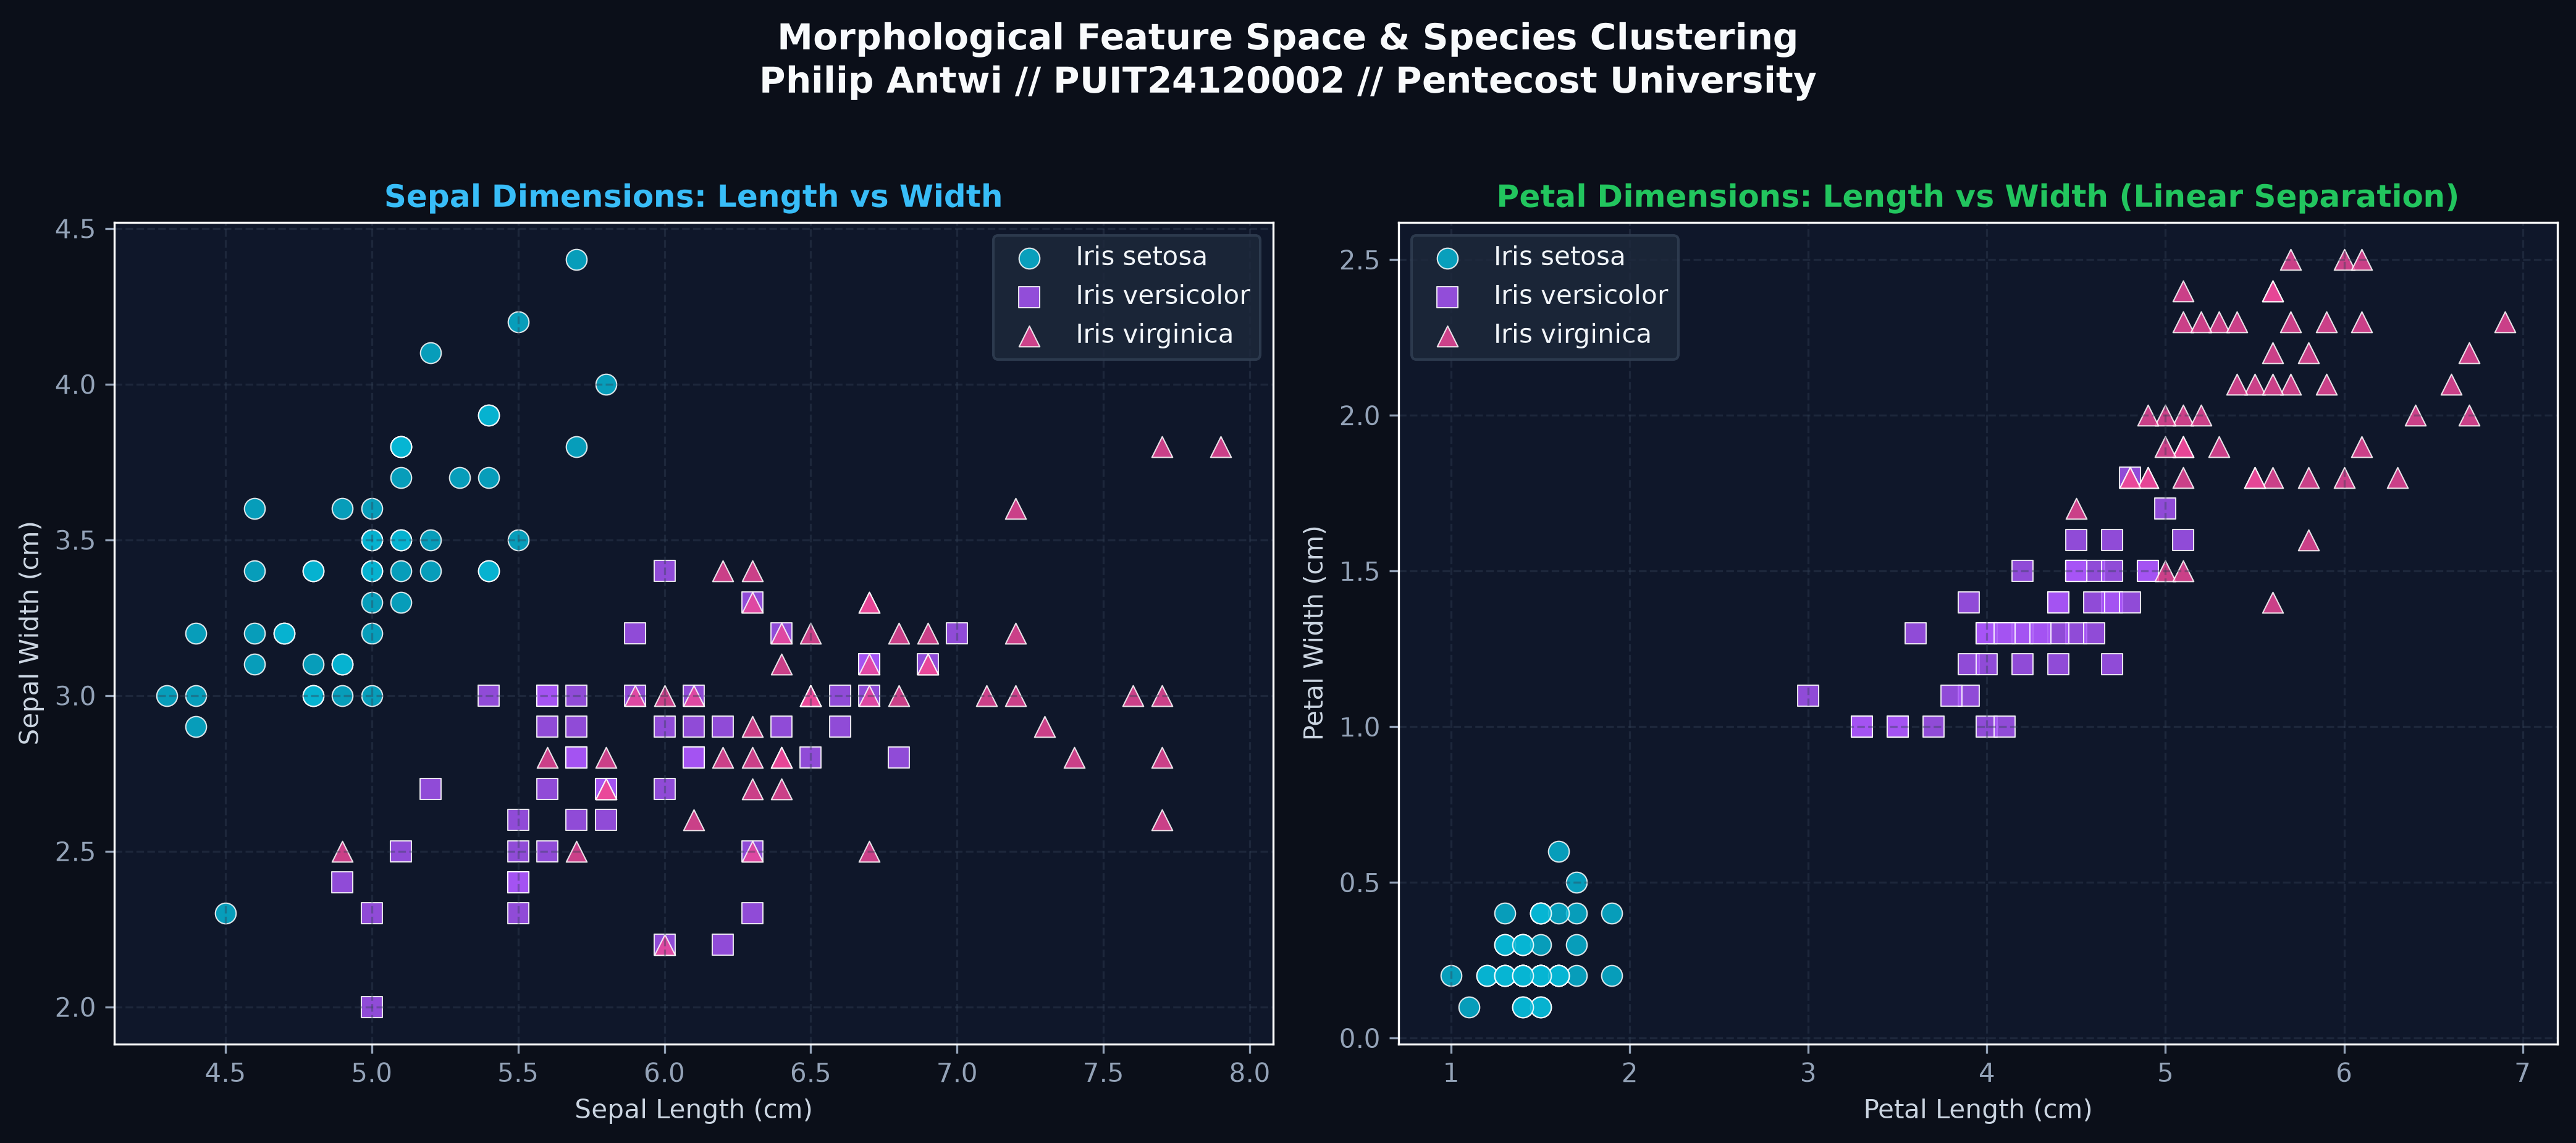 Morphological Feature Space & Species Clustering
Philip Antwi // PUIT24120002 // Pentecost University
Sepal Dimensions: Length vs Width
4.5
4.0
3.5
3.0
2.5
2.0
Sepal Width (cm)
Iris setosa
Iris versicolor
Iris virginica
4.5 5.0 5.5 6.0 6.5 7.0 7.5 8.0
Sepal Length (cm)
Petal Dimensions: Length vs Width (Linear Separation)
2.5
2.0
1.5
1.0
0.5
0.0
Petal Width (cm)
Iris setosa
Iris versicolor
Iris virginica
1 2 3 4 5 6 7
Petal Length (cm)